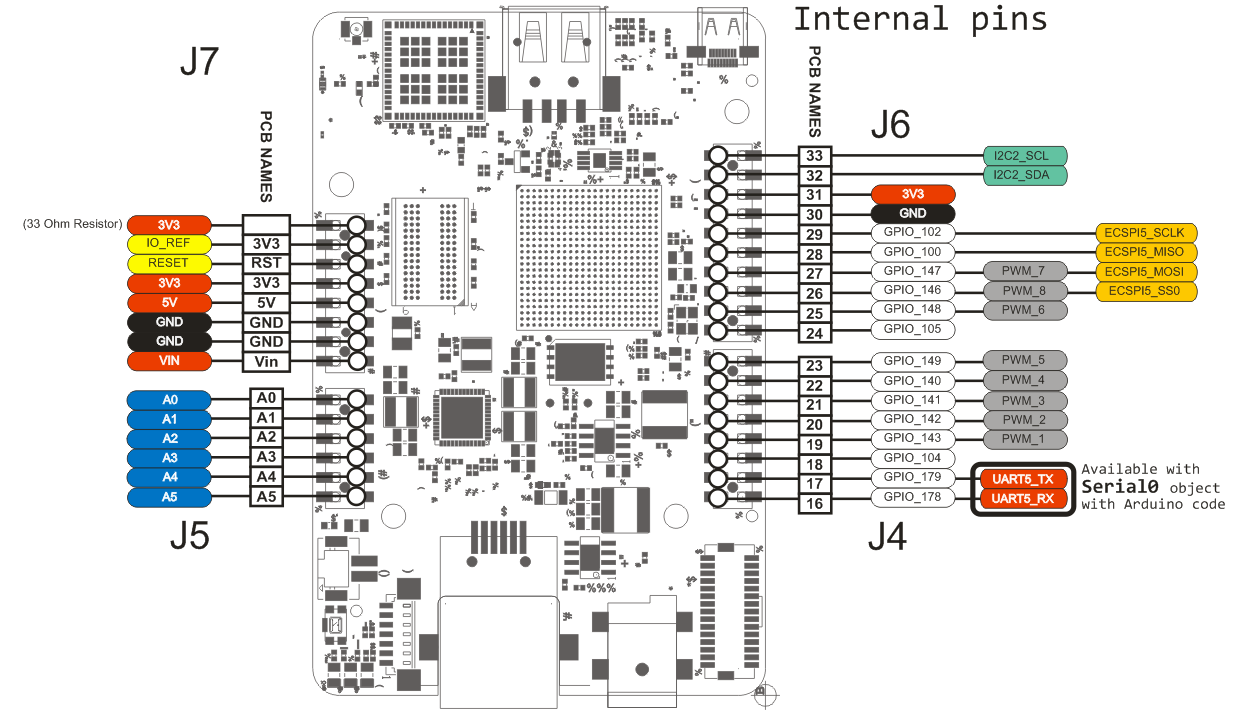 Internal pins
J7
PCB NAMES
(33 Ohm Resistor) 3V3
IO_REF 3V3
RESET RST
3V3 3V3
5V 5V
GND GND
GND GND
VIN Vin
A0 A0
A1 A1
A2 A2
A3 A3
A4 A4
A5 A5
J5
PCB NAMES
J6
33 I2C2_SCL
32 I2C2_SDA
31 3V3
30 GND
29 GPIO_102 ECSPI5_SCLK
28 GPIO_100 ECSPI5_MISO
27 GPIO_147 PWM_7 ECSPI5_MOSI
26 GPIO_146 PWM_8 ECSPI5_SS0
25 GPIO_148 PWM_6
24 GPIO_105
23 GPIO_149 PWM_5
22 GPIO_140 PWM_4
21 GPIO_141 PWM_3
20 GPIO_142 PWM_2
19 GPIO_143 PWM_1
18 GPIO_104
17 GPIO_179 UART5_TX
16 GPIO_178 UART5_RX
Available with
Serial0 object
with Arduino code
J4